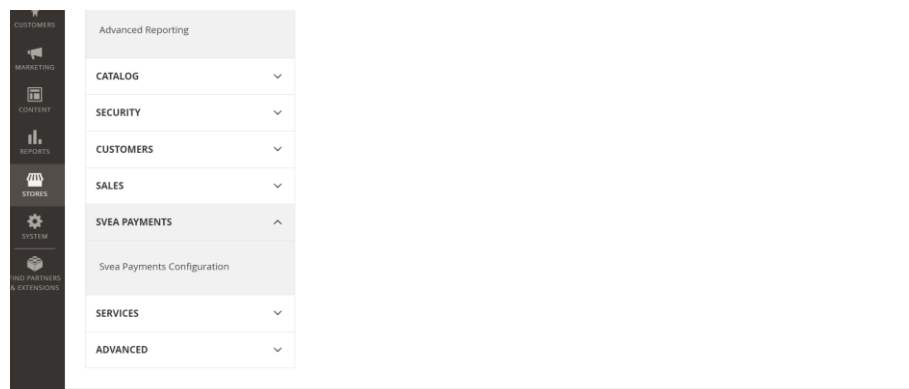 CUSTOMERS
MARKETING
CONTENT
REPORTS
STORES
SYSTEM
FIND PARTNERS
& EXTENSIONS
Advanced Reporting
CATALOG
SECURITY
CUSTOMERS
SALES
SVEA PAYMENTS
Svea Payments Configuration
SERVICES
ADVANCED